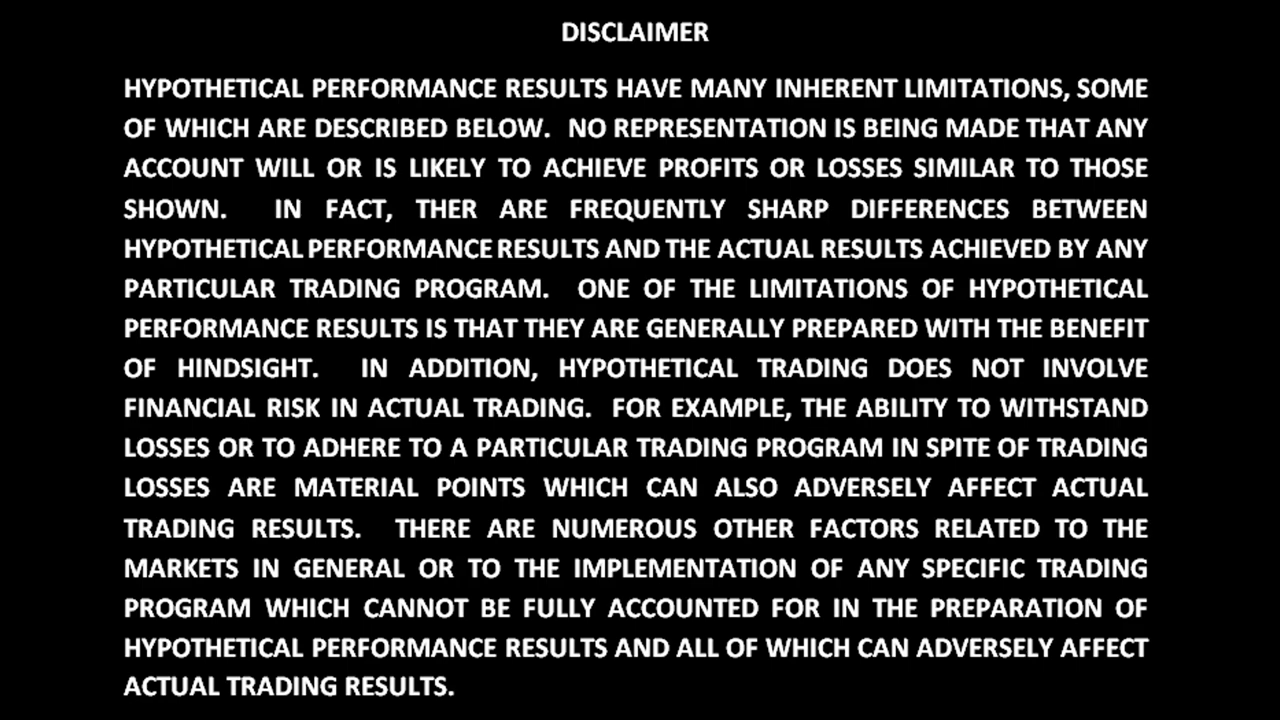 DISCLAIMER
HYPOTHETICAL PERFORMANCE RESULTS HAVE MANY INHERENT LIMITATIONS, SOME
OF WHICH ARE DESCRIBED BELOW. NO REPRESENTATION IS BEING MADE THAT ANY
ACCOUNT WILL OR IS LIKELY TO ACHIEVE PROFITS OR LOSSES SIMILAR TO THOSE
SHOWN. IN FACT, THER ARE FREQUENTLY SHARP DIFFERENCES BETWEEN
HYPOTHETICAL PERFORMANCE RESULTS AND THE ACTUAL RESULTS ACHIEVED BY ANY
PARTICULAR TRADING PROGRAM. ONE OF THE LIMITATIONS OF HYPOTHETICAL
PERFORMANCE RESULTS IS THAT THEY ARE GENERALLY PREPARED WITH THE BENEFIT
OF HINDSIGHT. IN ADDITION, HYPOTHETICAL TRADING DOES NOT INVOLVE
FINANCIAL RISK IN ACTUAL TRADING. FOR EXAMPLE, THE ABILITY TO WITHSTAND
LOSSES OR TO ADHERE TO A PARTICULAR TRADING PROGRAM IN SPITE OF TRADING
LOSSES ARE MATERIAL POINTS WHICH CAN ALSO ADVERSELY AFFECT ACTUAL
TRADING RESULTS. THERE ARE NUMEROUS OTHER FACTORS RELATED TO THE
MARKETS IN GENERAL OR TO THE IMPLEMENTATION OF ANY SPECIFIC TRADING
PROGRAM WHICH CANNOT BE FULLY ACCOUNTED FOR IN THE PREPARATION OF
HYPOTHETICAL PERFORMANCE RESULTS AND ALL OF WHICH CAN ADVERSELY AFFECT
ACTUAL TRADING RESULTS.